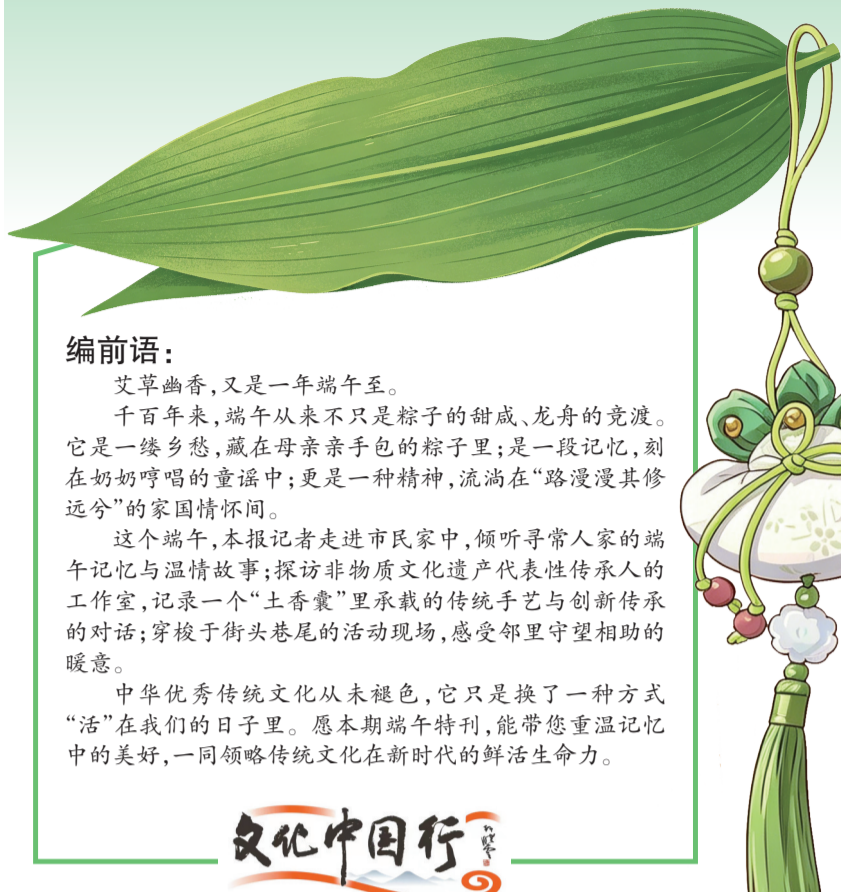 编前语：
艾草幽香，又是一年端午至。
千百年来，端午从来不只是粽子的甜咸、龙舟的竞渡。
它是一缕乡愁，藏在母亲亲手包的粽子里；是一段记忆，刻
在奶奶哼唱的童谣中；更是一种精神，流淌在“路漫漫其修
远兮”的家国情怀间。
这个端午，本报记者走进市民家中，倾听寻常人家的端
午记忆与温情故事；探访非物质文化遗产代表性传承人的
工作室，记录一个“土香囊”里承载的传统手艺与创新传承
的对话；穿梭于街头巷尾的活动现场，感受邻里守望相助的
暖意。
中华优秀传统文化从未褪色，它只是换了一种方式
“活”在我们的日子里。愿本期端午特刊，能带您重温记忆
中的美好，一同领略传统文化在新时代的鲜活生命力。
文化中国行